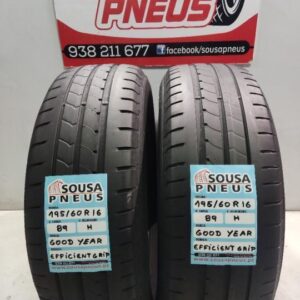 PNEUS
938 211 677
facebook/sousapneus
SOUSA
PNEUS
195/60R16
89 H
GOOD YEAR
EFFICIENT GRIP
SOUSA
PNEUS
195/60R16
89
GOOD YEAR
EFFICIENT GRIP